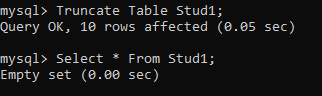 mysql> Truncate Table Stud1;
Query OK, 10 rows affected (0.05 sec)
mysql> Select * From Stud1;
Empty set (0.00 sec)